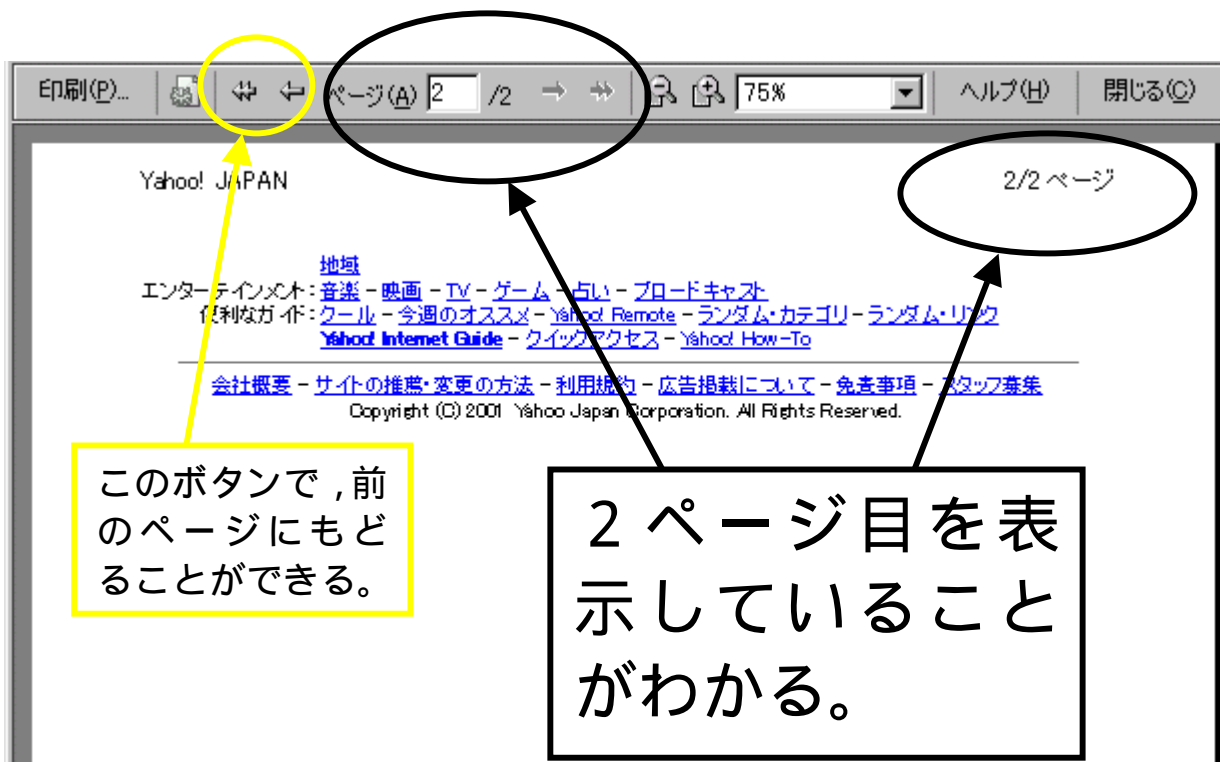 印刷(P)... ページ(A) 2 /2 75% ヘルプ(H) 閉じる(C)
Yahoo! JAPAN 2/2 ページ
地域
エンターテインメント: 音楽 - 映画 - TV - ゲーム - 占い - ブロードキャスト
便利なガイド: クール - 今週のオススメ - Yahoo! Remote - ランダム・カテゴリ - ランダム・リンク
Yahoo! Internet Guide - クイックアクセス - Yahoo! How-To
会社概要 - サイトの推薦・変更の方法 - 利用規約 - 広告掲載について - 免責事項 - スタッフ募集
Copyright (C) 2001 Yahoo Japan Corporation. All Rights Reserved.
このボタンで,前
のページにもど
ることができる。
2ページ目を表
示していること
がわかる。